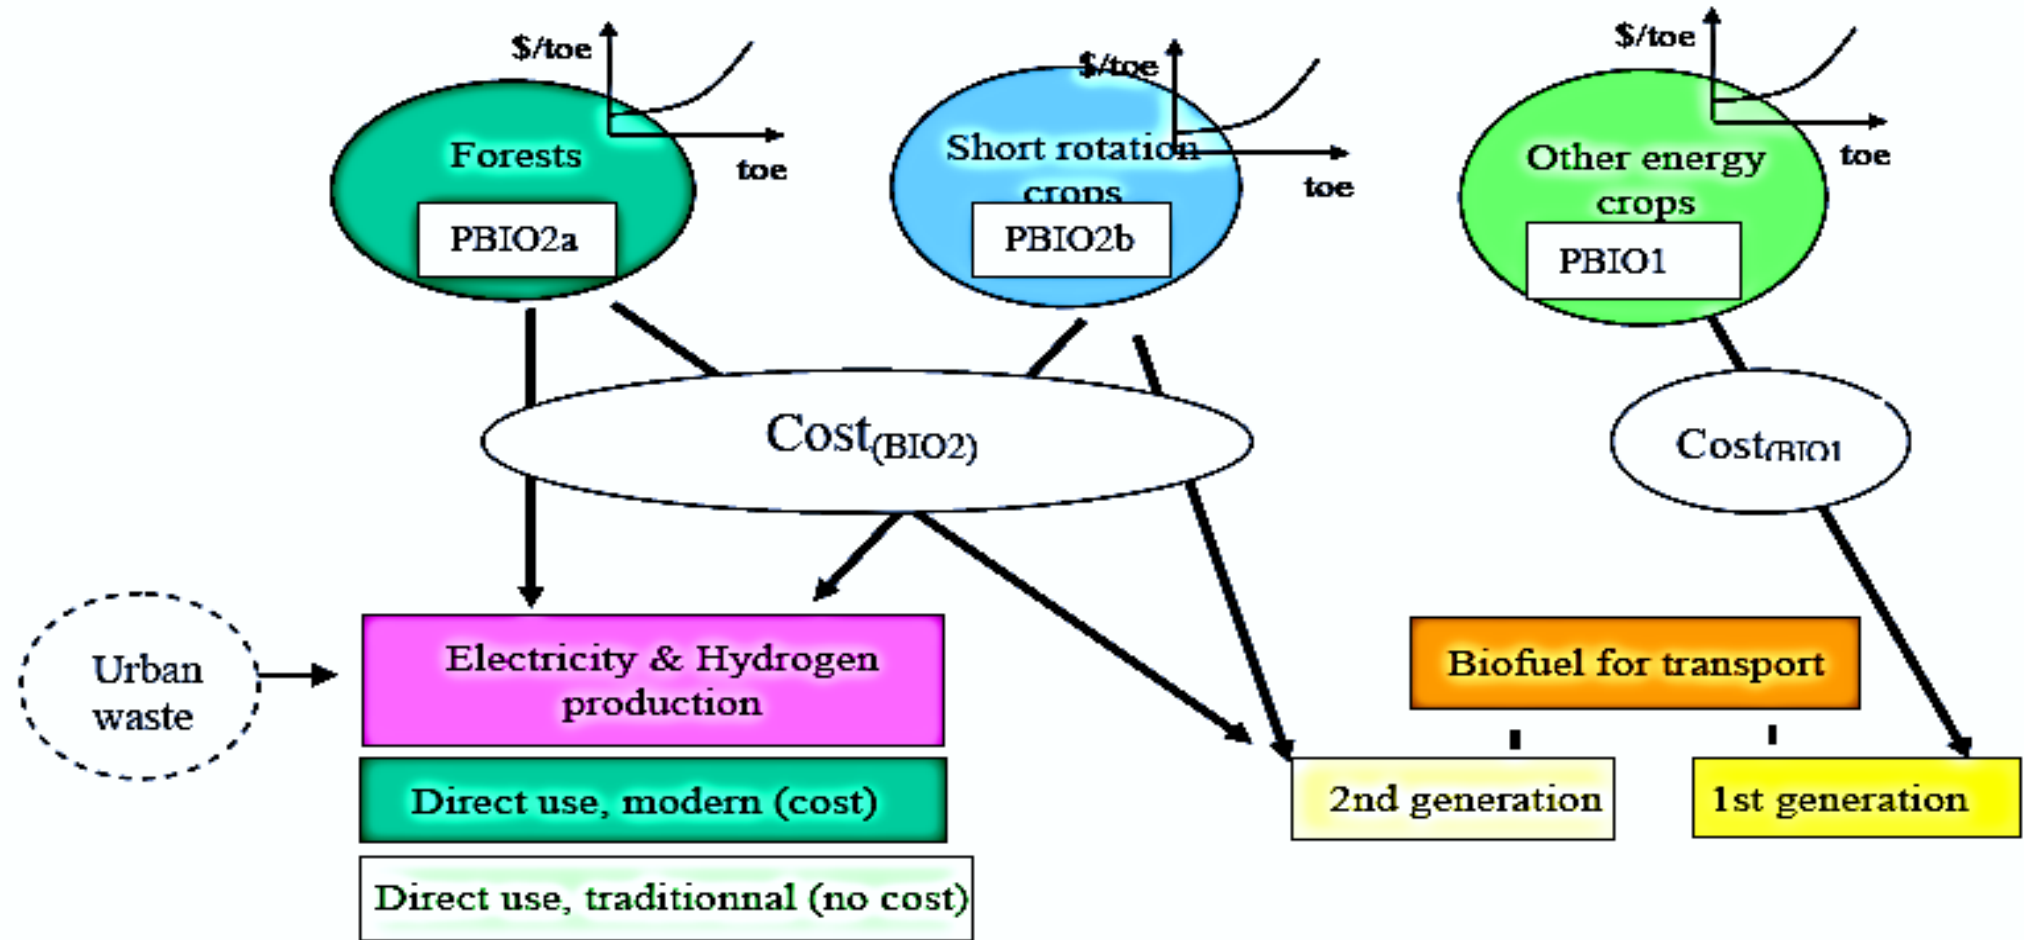 $/toe
Forests
toe
PBIO2a
$/toe
Short rotation
crops
toe
PBIO2b
$/toe
Other energy
crops
toe
PBIO1
Cost(BIO2)
Cost(BIO1
Urban
waste
Electricity & Hydrogen
production
Direct use, modern (cost)
Direct use, traditionnal (no cost)
Biofuel for transport
2nd generation
1st generation